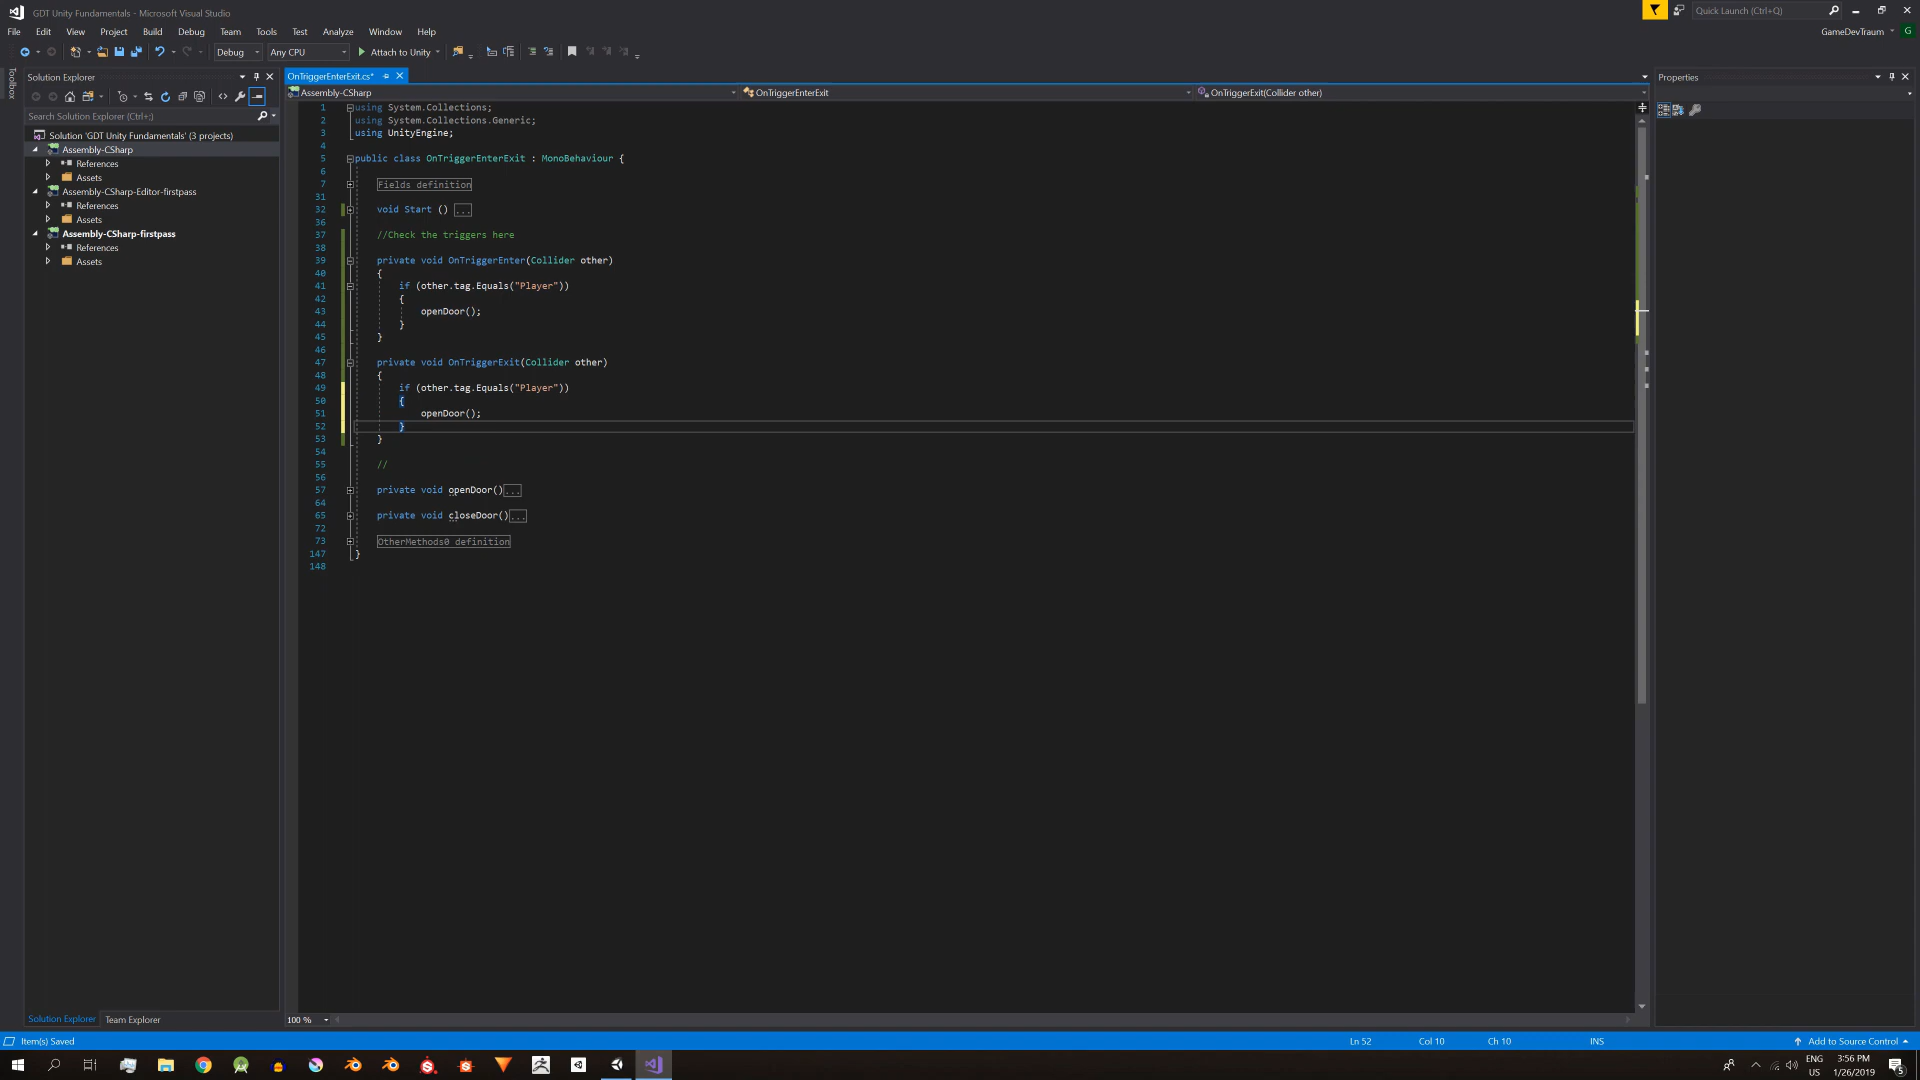 GDT Unity Fundamentals - Microsoft Visual Studio
Quick Launch (Ctrl+Q)
File Edit View Project Build Debug Team Tools Test Analyze Window Help
GameDevTraum
G
Debug Any CPU Attach to Unity
Toolbox
Solution Explorer
Search Solution Explorer (Ctrl+;)
Solution 'GDT Unity Fundamentals' (3 projects)
Assembly-CSharp
References
Assets
Assembly-CSharp-Editor-firstpass
References
Assets
Assembly-CSharp-firstpass
References
Assets
Solution Explorer Team Explorer
OnTriggerEnterExit.cs*
Assembly-CSharp OnTriggerEnterExit OnTriggerExit(Collider other)
1 using System.Collections;
2 using System.Collections.Generic;
3 using UnityEngine;
4
5 public class OnTriggerEnterExit : MonoBehaviour {
6
7 Fields definition
31
32 void Start () ...
36
37 //Check the triggers here
38
39 private void OnTriggerEnter(Collider other)
40 {
41 if (other.tag.Equals("Player"))
42 {
43 openDoor();
44 }
45 }
46
47 private void OnTriggerExit(Collider other)
48 {
49 if (other.tag.Equals("Player"))
50 {
51 openDoor();
52 }
53 }
54
55 //
56
57 private void openDoor()...
64
65 private void closeDoor()...
72
73 OtherMethods0 definition
147 }
148
100 %
Properties
Item(s) Saved
Ln 52 Col 10 Ch 10 INS
Add to Source Control
ENG
US
3:56 PM
1/26/2019
5